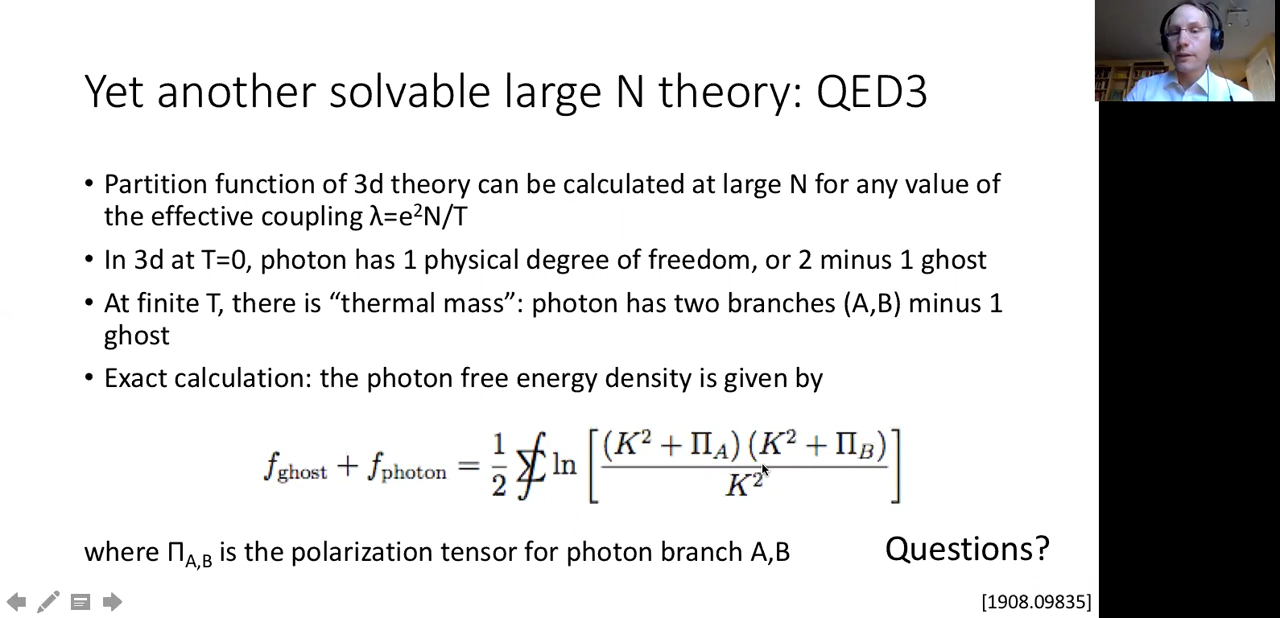 Yet another solvable large N theory: QED3
• Partition function of 3d theory can be calculated at large N for any value of
the effective coupling λ=e²N/T
• In 3d at T=0, photon has 1 physical degree of freedom, or 2 minus 1 ghost
• At finite T, there is “thermal mass”: photon has two branches (A,B) minus 1
ghost
• Exact calculation: the photon free energy density is given by
f_ghost + f_photon = 1/2 ⨋ ln [ (K² + Π_A) (K² + Π_B) / K² ]
where Π_A,B is the polarization tensor for photon branch A,B
Questions?
[1908.09835]